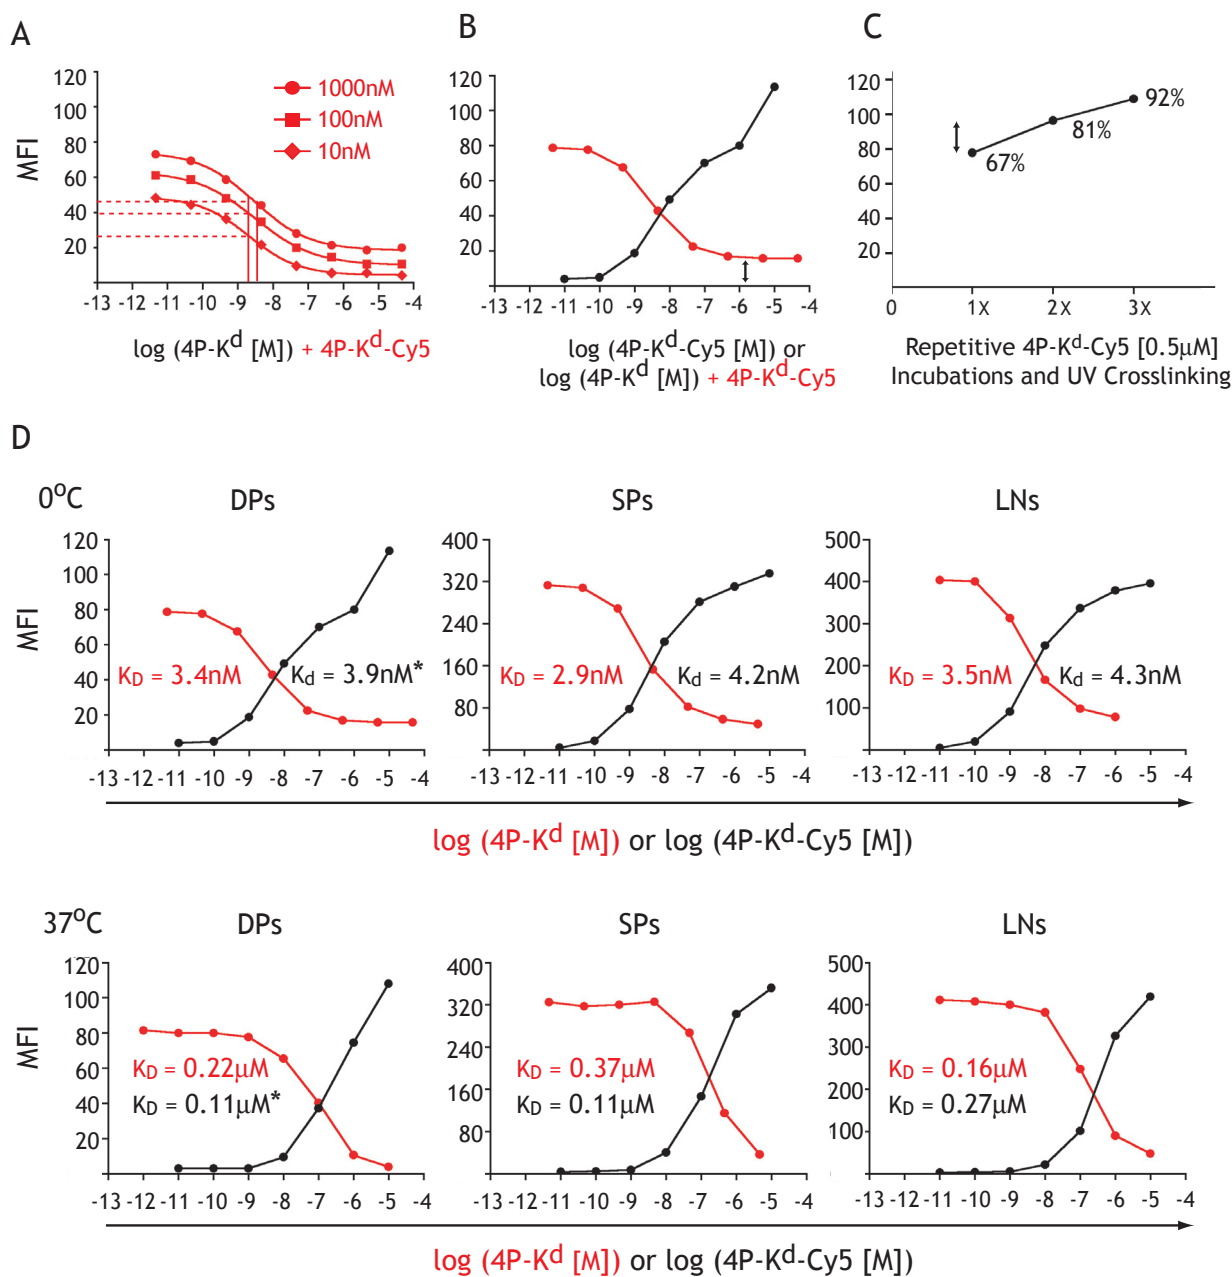 A
MFI
120
100
80
60
40
20
-13 -12 -11 -10 -9 -8 -7 -6 -5 -4
1000nM
100nM
10nM
log (4P-Kd [M]) + 4P-Kd-Cy5
B
120
100
80
60
40
20
-13 -12 -11 -10 -9 -8 -7 -6 -5 -4
log (4P-Kd-Cy5 [M]) or
log (4P-Kd [M]) + 4P-Kd-Cy5
C
120
100
80
60
40
20
67%
81%
92%
0 1X 2X 3X
Repetitive 4P-Kd-Cy5 [0.5µM]
Incubations and UV Crosslinking
D
0oC
DPs
MFI
120
100
80
60
40
20
KD = 3.4nM
Kd = 3.9nM*
-13 -12 -11 -10 -9 -8 -7 -6 -5 -4
SPs
400
320
240
160
80
KD = 2.9nM
Kd = 4.2nM
-13 -12 -11 -10 -9 -8 -7 -6 -5 -4
LNs
500
400
300
200
100
KD = 3.5nM
Kd = 4.3nM
-13 -12 -11 -10 -9 -8 -7 -6 -5 -4
log (4P-Kd [M]) or log (4P-Kd-Cy5 [M])
37oC
DPs
MFI
120
100
80
60
40
20
KD = 0.22µM
KD = 0.11µM*
-13 -12 -11 -10 -9 -8 -7 -6 -5 -4
SPs
400
320
240
160
80
KD = 0.37µM
KD = 0.11µM
-13 -12 -11 -10 -9 -8 -7 -6 -5 -4
LNs
500
400
300
200
100
KD = 0.16µM
KD = 0.27µM
-13 -12 -11 -10 -9 -8 -7 -6 -5 -4
log (4P-Kd [M]) or log (4P-Kd-Cy5 [M])